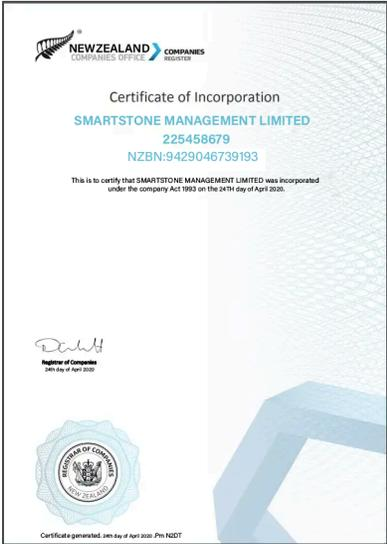 NEWZEALAND
COMPANIES OFFICE
COMPANIES
REGISTER
Certificate of Incorporation
SMARTSTONE MANAGEMENT LIMITED
225458679
NZBN:9429046739193
This is to certify that SMARTSTONE MANAGEMENT LIMITED was incorporated
under the company Act 1993 on the 24TH day of April 2020.
Registrar of Companies
24th day of April 2020
REGISTRAR OF COMPANIES
NEW ZEALAND
Certificate generated. 24th day of April 2020 .Pm N2DT